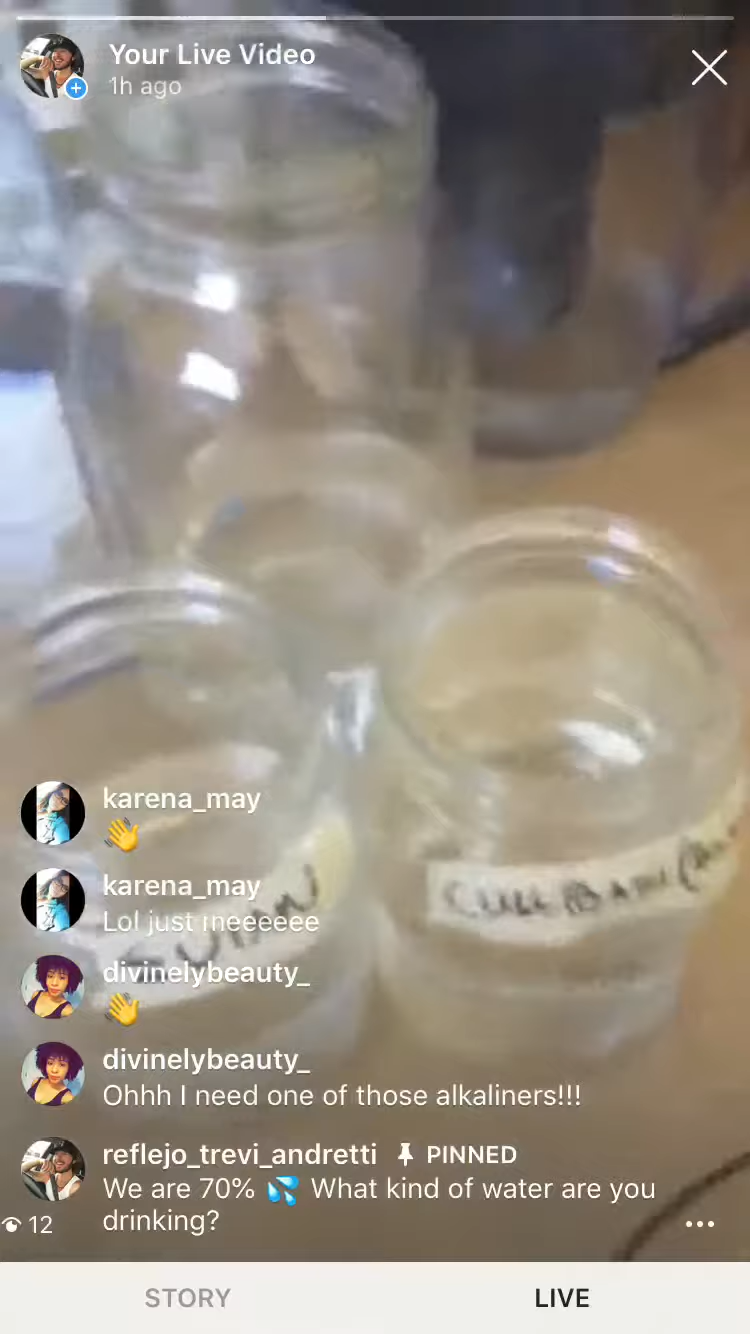 Your Live Video
1h ago
karena_may
👋
karena_may
Lol just meeeeee
divinelybeauty_
👋
divinelybeauty_
Ohhh I need one of those alkaliners!!!
reflejo_trevi_andretti PINNED
We are 70% 💦 What kind of water are you
drinking?
12
STORY
LIVE